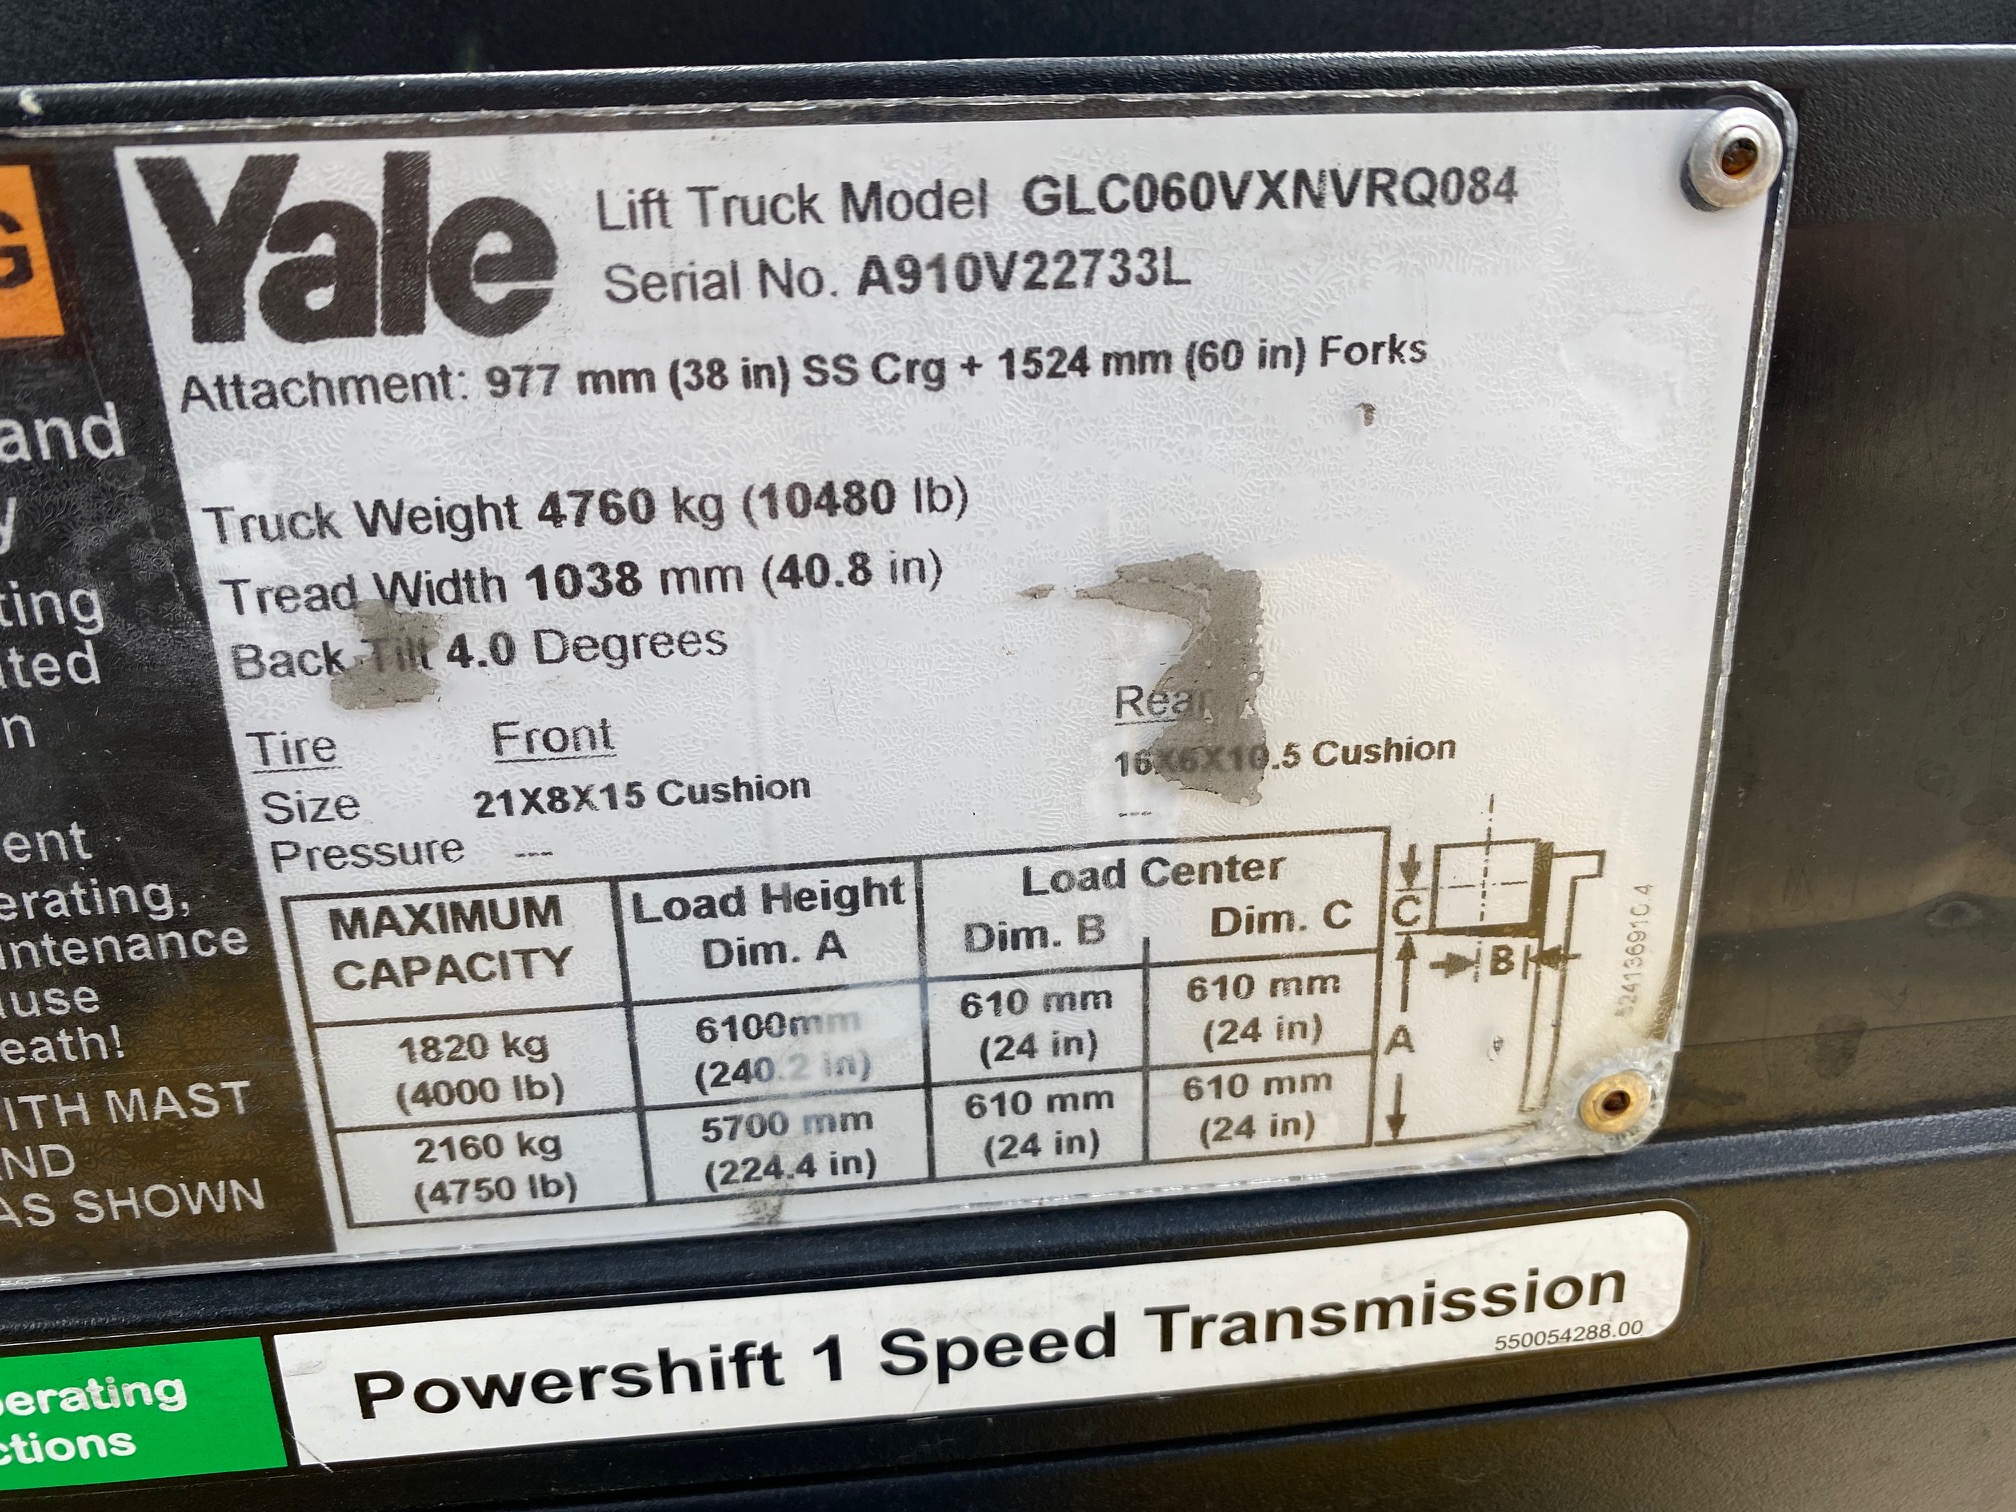 G
and
y
ting
ted
n
ent
erating,
intenance
use
eath!
ITH MAST
ND
AS SHOWN
Yale
Lift Truck Model GLC060VXNVRQ084
Serial No. A910V22733L
Attachment: 977 mm (38 in) SS Crg + 1524 mm (60 in) Forks
Truck Weight 4760 kg (10480 lb)
Tread Width 1038 mm (40.8 in)
Back Tilt 4.0 Degrees
Tire Front Rear
Size 21X8X15 Cushion 16X6X10.5 Cushion
Pressure --- ---
MAXIMUM CAPACITY Load Height Dim. A Load Center Dim. B Dim. C
1820 kg 6100mm 610 mm 610 mm
(4000 lb) (240.2 in) (24 in) (24 in)
2160 kg 5700 mm 610 mm 610 mm
(4750 lb) (224.4 in) (24 in) (24 in)
C
B
A
524136910.4
erating
ctions
Powershift 1 Speed Transmission
550054288.00